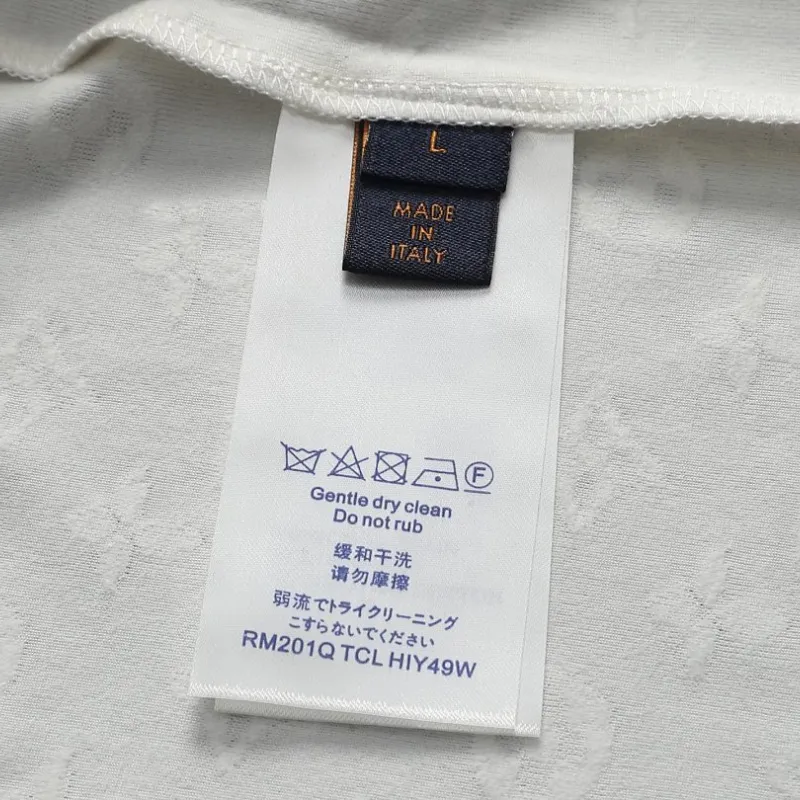 L
MADE
IN
ITALY
F
Gentle dry clean
Do not rub
缓和干洗
请勿摩擦
弱流でトライクリーニング
こすらないでください
RM201Q TCL HIY49W